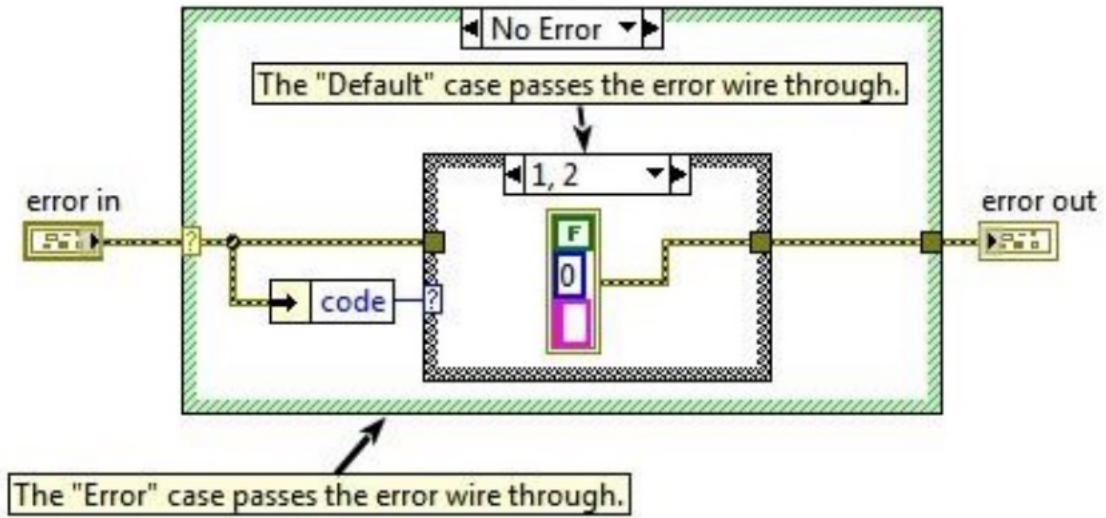 No Error
The "Default" case passes the error wire through.
1, 2
error in
error out
?
F
0
code
?
The "Error" case passes the error wire through.